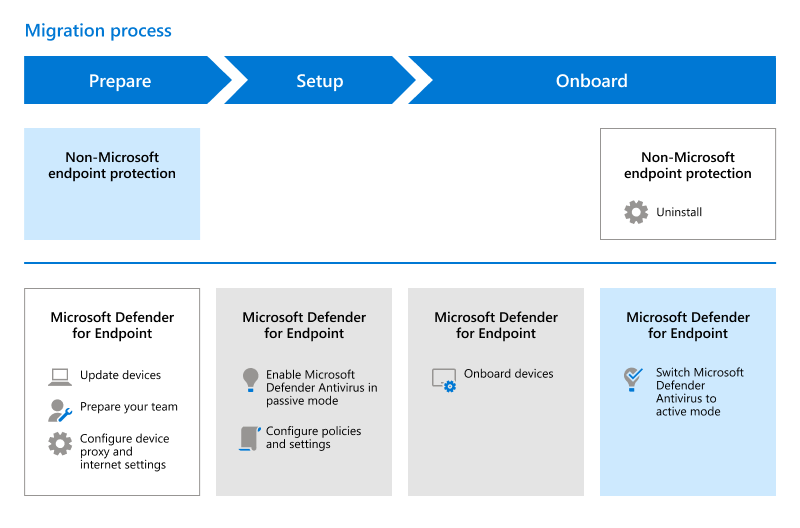 Migration process
Prepare
Setup
Onboard
Non-Microsoft
endpoint protection
Non-Microsoft
endpoint protection
Uninstall
Microsoft Defender
for Endpoint
Update devices
Prepare your team
Configure device
proxy and
internet settings
Microsoft Defender
for Endpoint
Enable Microsoft
Defender Antivirus in
passive mode
Configure policies
and settings
Microsoft Defender
for Endpoint
Onboard devices
Microsoft Defender
for Endpoint
Switch Microsoft
Defender
Antivirus to
active mode